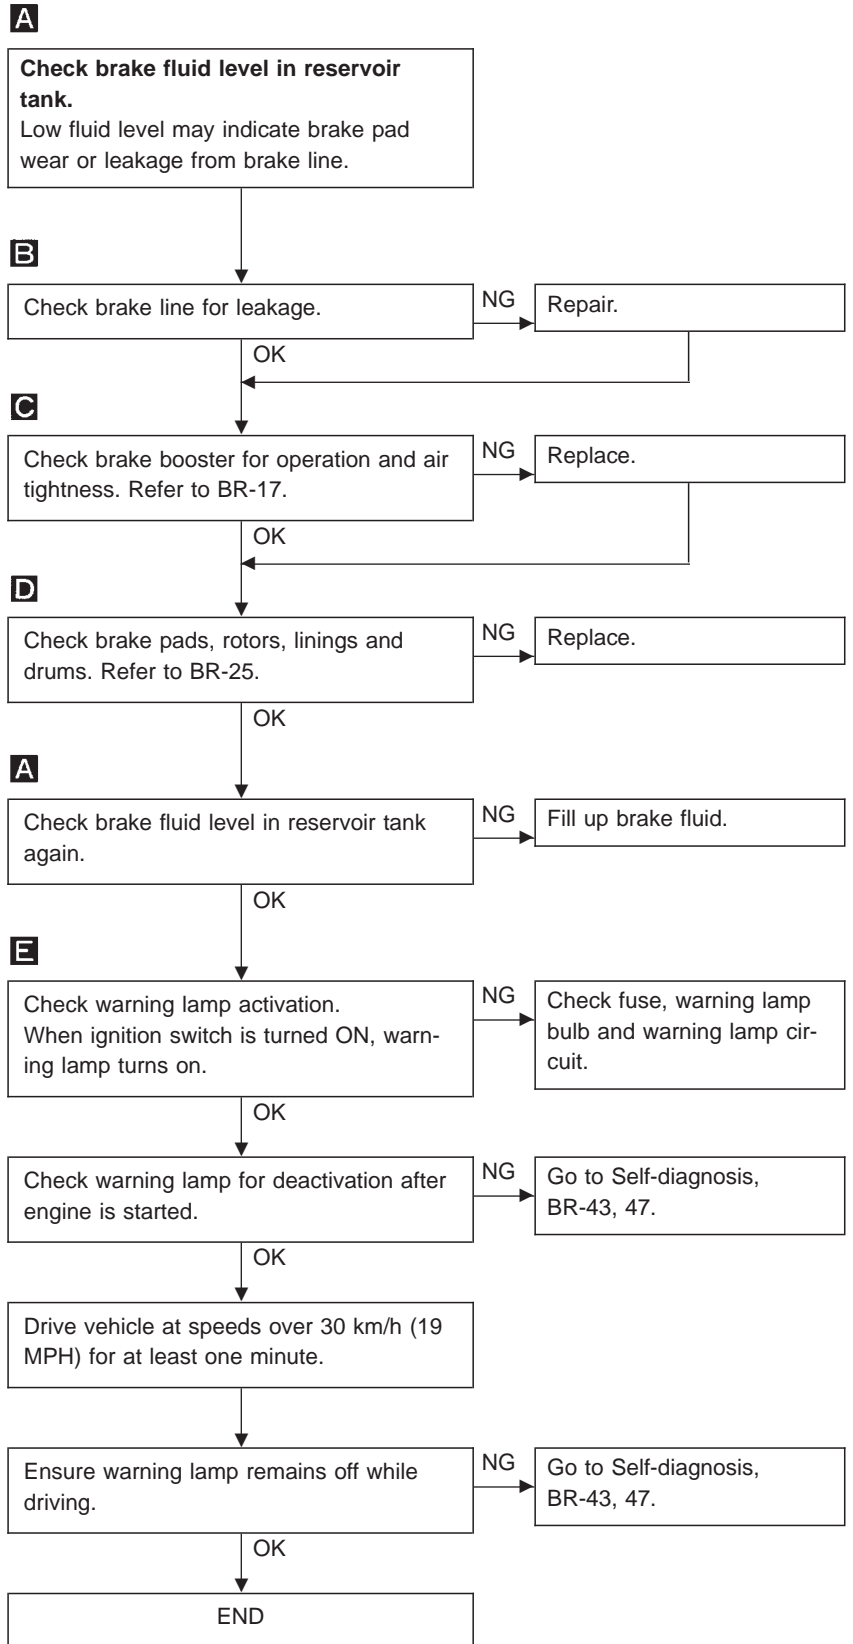 A
Check brake fluid level in reservoir
tank.
Low fluid level may indicate brake pad
wear or leakage from brake line.
B
Check brake line for leakage.
NG
Repair.
OK
C
Check brake booster for operation and air
tightness. Refer to BR-17.
NG
Replace.
OK
D
Check brake pads, rotors, linings and
drums. Refer to BR-25.
NG
Replace.
OK
A
Check brake fluid level in reservoir tank
again.
NG
Fill up brake fluid.
OK
E
Check warning lamp activation.
When ignition switch is turned ON, warn-
ing lamp turns on.
NG
Check fuse, warning lamp
bulb and warning lamp cir-
cuit.
OK
Check warning lamp for deactivation after
engine is started.
NG
Go to Self-diagnosis,
BR-43, 47.
OK
Drive vehicle at speeds over 30 km/h (19
MPH) for at least one minute.
Ensure warning lamp remains off while
driving.
NG
Go to Self-diagnosis,
BR-43, 47.
OK
END